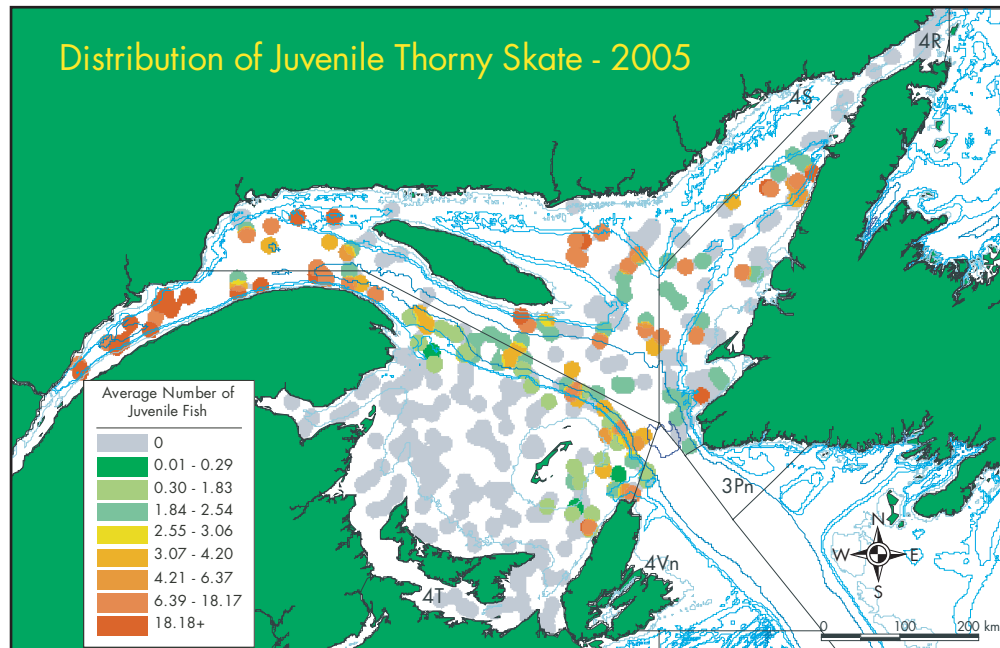 Distribution of Juvenile Thorny Skate - 2005
4R
4S
Average Number of
Juvenile Fish
0
0.01 - 0.29
0.30 - 1.83
1.84 - 2.54
2.55 - 3.06
3.07 - 4.20
4.21 - 6.37
6.39 - 18.17
18.18+
3Pn
4Vn
4T
N
W E
S
0 100 200 km